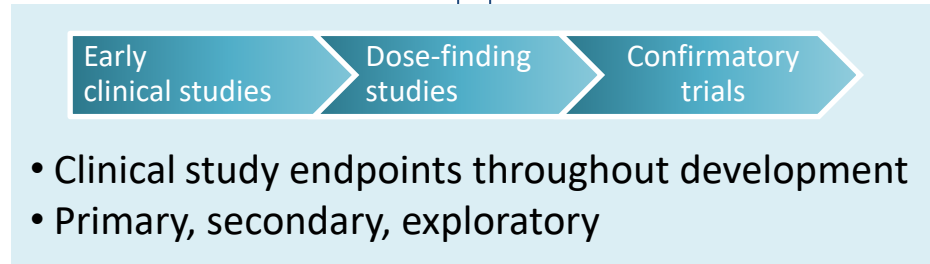 Early
clinical studies
Dose-finding
studies
Confirmatory
trials
• Clinical study endpoints throughout development
• Primary, secondary, exploratory